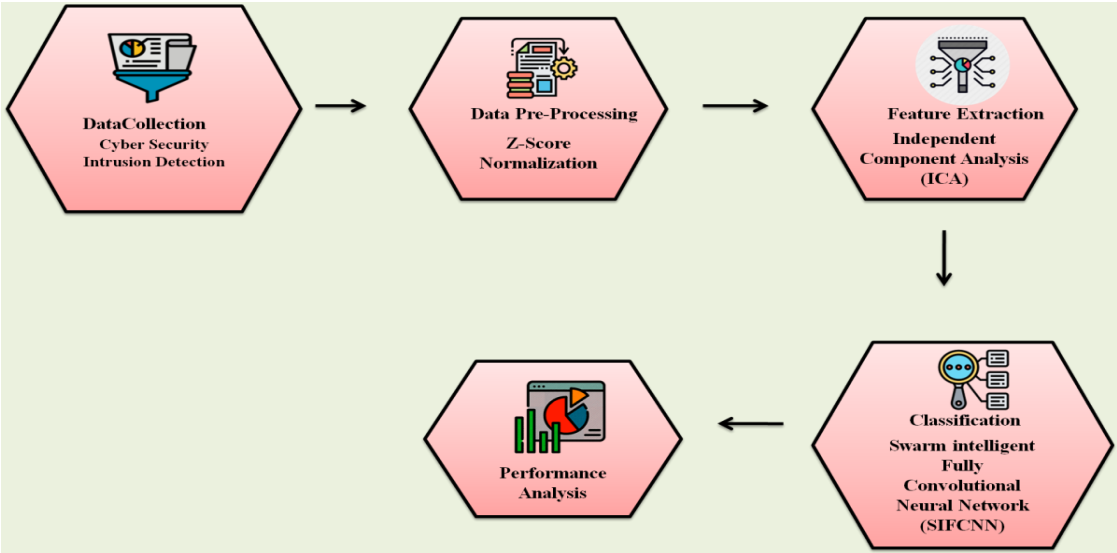 DataCollection
Cyber Security
Intrusion Detection
Data Pre-Processing
Z-Score
Normalization
Feature Extraction
Independent
Component Analysis
(ICA)
Classification
Swarm intelligent
Fully
Convolutional
Neural Network
(SIFCNN)
Performance
Analysis